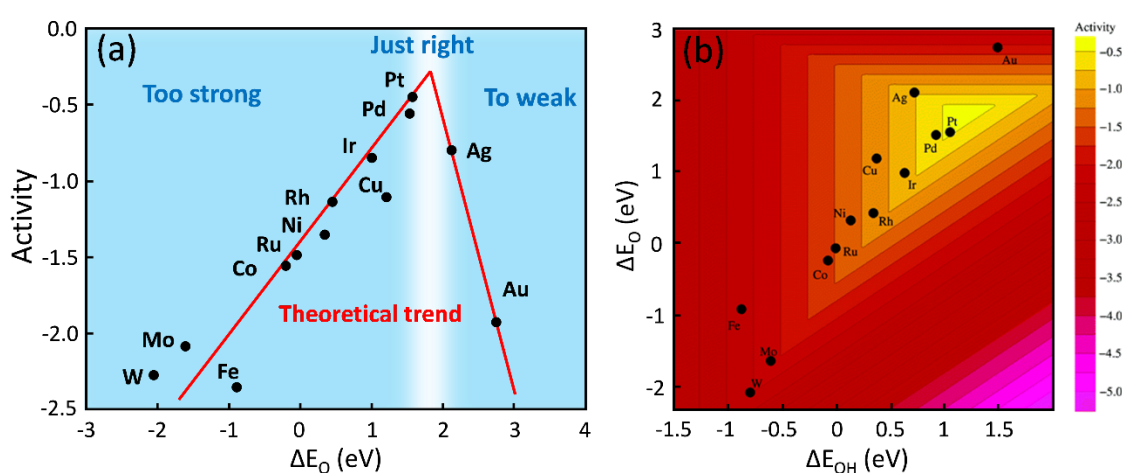 (a)
Just right
Too strong
To weak
Pt
Pd
Ag
Ir
Cu
Rh
Ni
Ru
Co
Au
Theoretical trend
Mo
W
Fe
0.0
-0.5
-1.0
-1.5
-2.0
-2.5
Activity
-3 -2 -1 0 1 2 3 4
ΔE_O (eV)
(b)
Au
Ag
Pt
Pd
Cu
Ir
Ni
Rh
Ru
Co
Fe
Mo
W
3
2
1
0
-1
-2
ΔE_O (eV)
-1.5 -1.0 -0.5 0 0.5 1 1.5
ΔE_OH (eV)
Activity
-0.5
-1.0
-1.5
-2.0
-2.5
-3.0
-3.5
-4.0
-4.5
-5.0